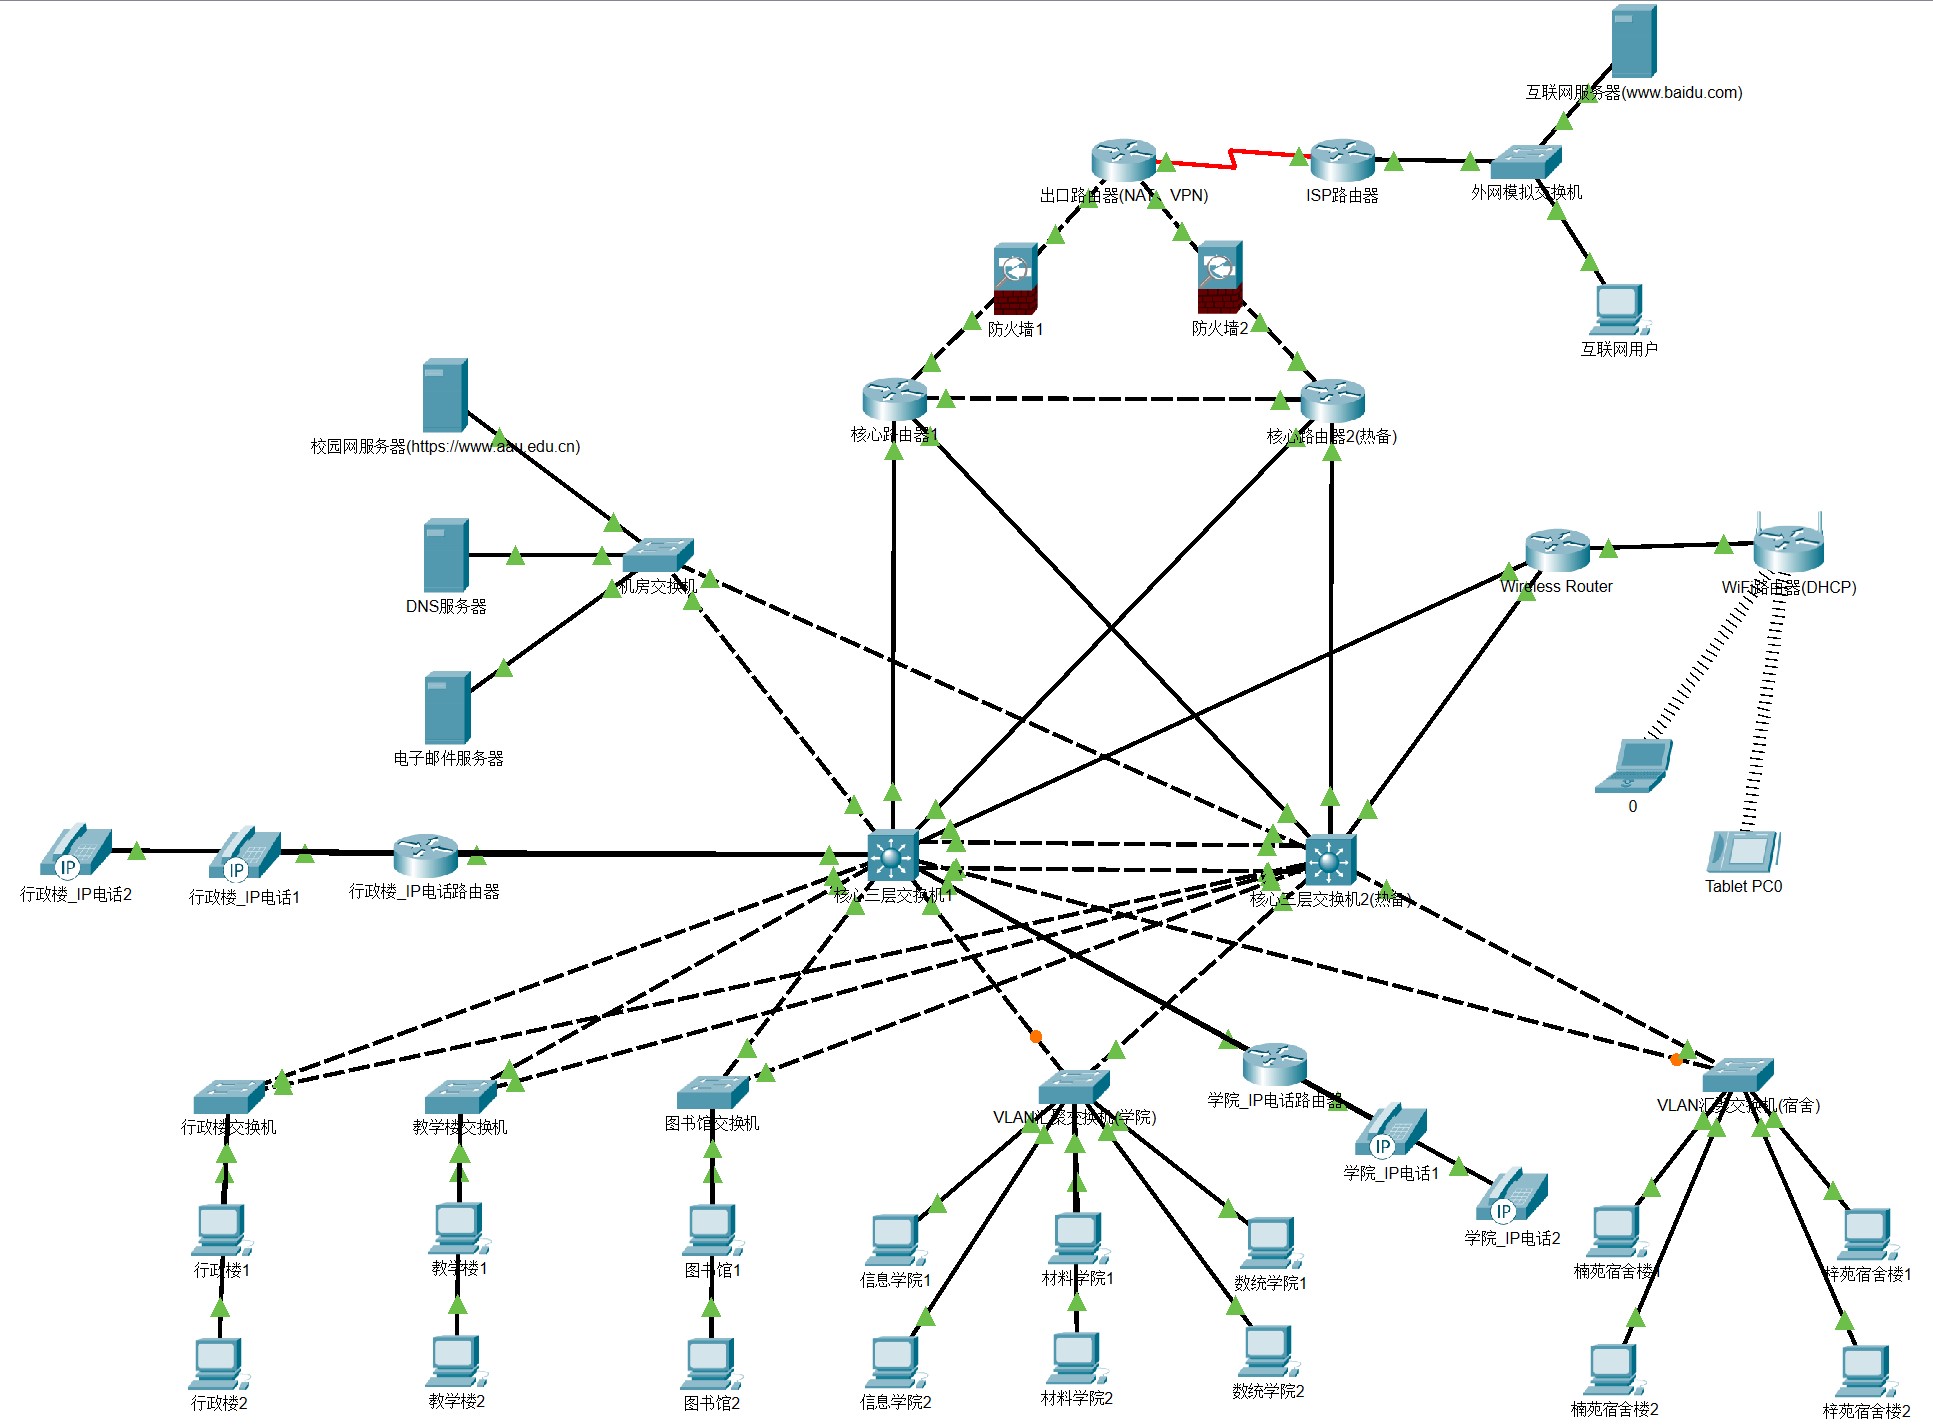 互联网服务器(www.baidu.com)
出口路由器(NAT、VPN)
ISP路由器
外网模拟交换机
防火墙1
防火墙2
互联网用户
校园网服务器(https://www.aau.edu.cn)
核心路由器1
核心路由器2(热备)
DNS服务器
机房交换机
Wireless Router
WiFi路由器(DHCP)
电子邮件服务器
0
Tablet PC0
IP
行政楼_IP电话2
IP
行政楼_IP电话1
行政楼_IP电话路由器
核心三层交换机1
核心三层交换机2(热备)
行政楼交换机
教学楼交换机
图书馆交换机
VLAN汇聚交换机(学院)
学院_IP电话路由器
VLAN汇聚交换机(宿舍)
IP
学院_IP电话1
IP
学院_IP电话2
行政楼1
教学楼1
图书馆1
信息学院1
材料学院1
数统学院1
楠苑宿舍楼1
梓苑宿舍楼1
行政楼2
教学楼2
图书馆2
信息学院2
材料学院2
数统学院2
楠苑宿舍楼2
梓苑宿舍楼2